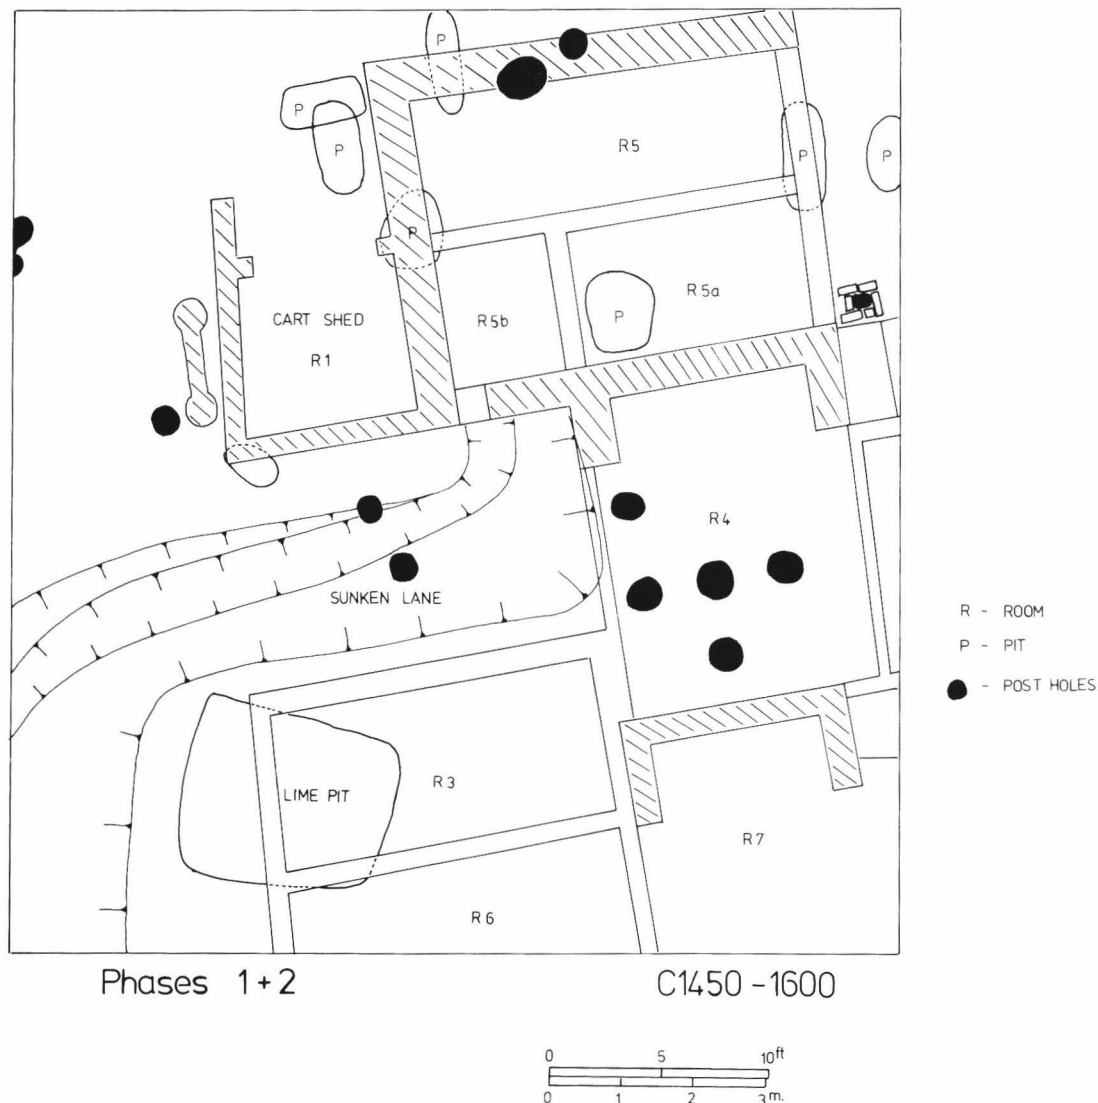 P
P
P
R5
P
P
P
R5a
P
R5b
CART SHED
R1
R4
SUNKEN LANE
R - ROOM
P - PIT
- POST HOLES
R3
LIME PIT
R7
R6
Phases 1+2
C1450 - 1600
0 5 10ft
0 1 2 3m.